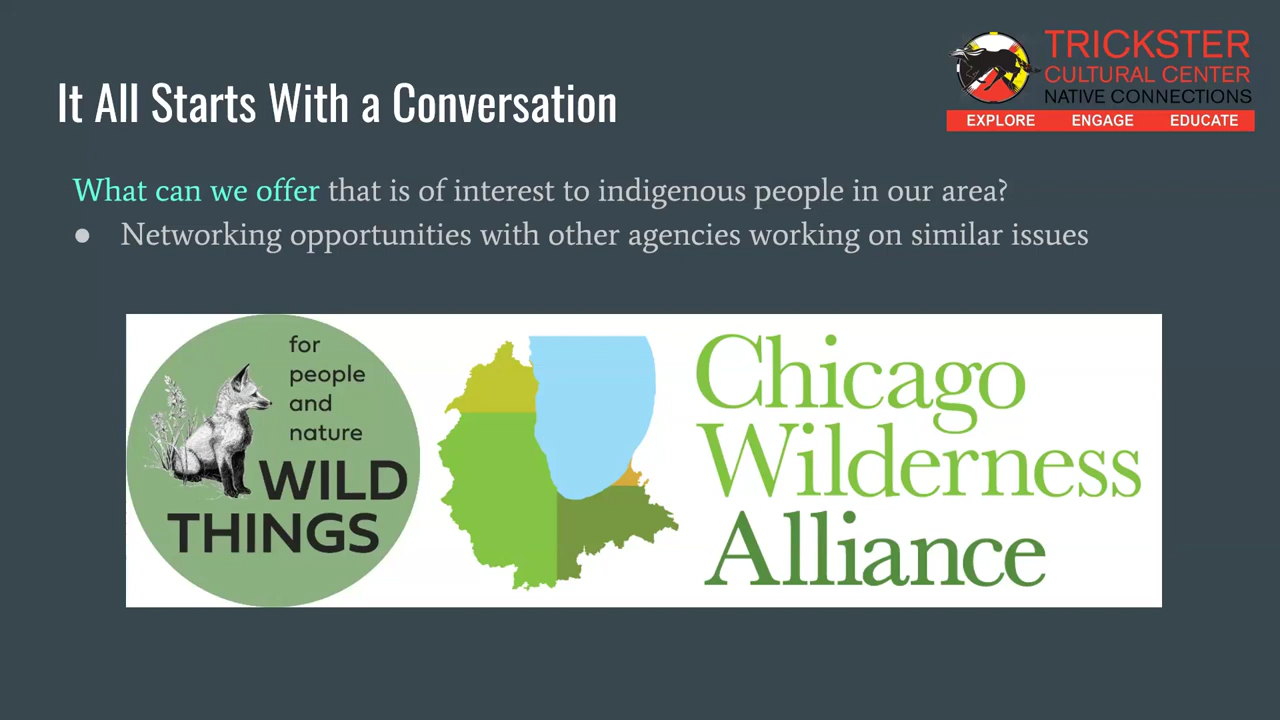 It All Starts With a Conversation
TRICKSTER
CULTURAL CENTER
NATIVE CONNECTIONS
EXPLORE ENGAGE EDUCATE
What can we offer that is of interest to indigenous people in our area?
● Networking opportunities with other agencies working on similar issues
for
people
and
nature
WILD
THINGS
Chicago
Wilderness
Alliance